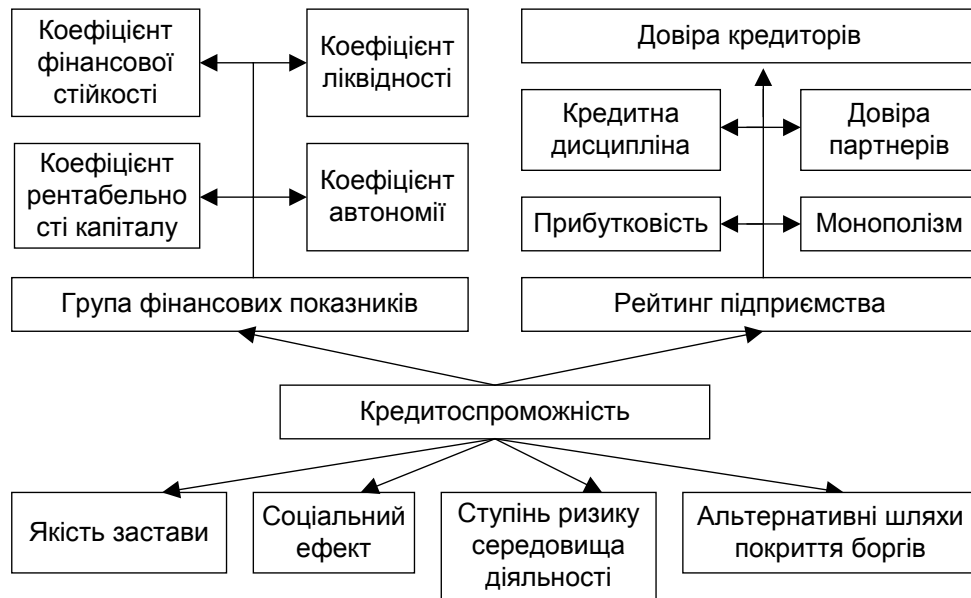 Коефіцієнт
фінансової
стійкості
Коефіцієнт
ліквідності
Довіра кредиторів
Кредитна
дисципліна
Довіра
партнерів
Коефіцієнт
рентабельно
сті капіталу
Коефіцієнт
автономії
Прибутковість
Монополізм
Група фінансових показників
Рейтинг підприємства
Кредитоспроможність
Якість застави
Соціальний
ефект
Ступінь ризику
середовища
діяльності
Альтернативні шляхи
покриття боргів